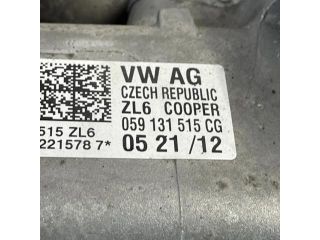 VW AG
CZECH REPUBLIC
ZL6 COOPER
059 131 515 CG
05 21/12
515 ZL6
221578 7*